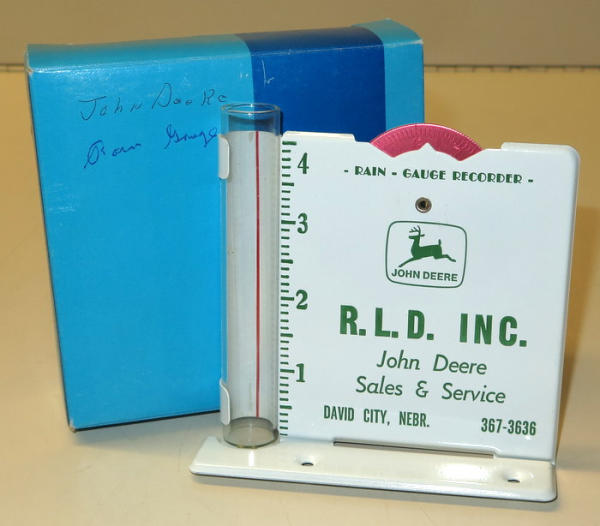 John Deere
Rain Gauge
- RAIN - GAUGE RECORDER -
4
3
2
1
JOHN DEERE
R.L.D. INC.
John Deere
Sales & Service
DAVID CITY, NEBR. 367-3636